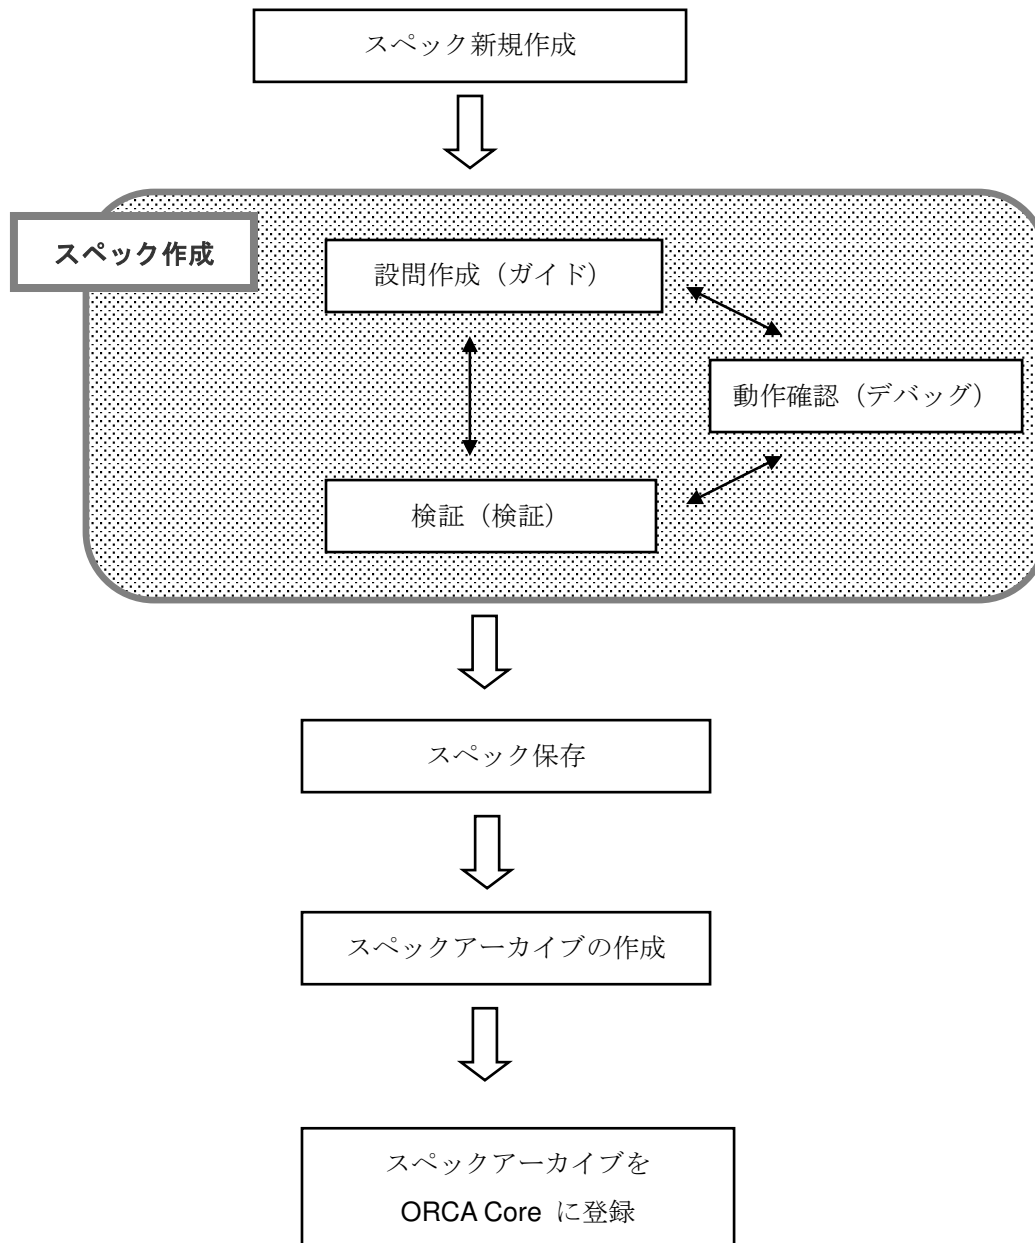 スペック新規作成
スペック作成
設問作成（ガイド）
動作確認（デバッグ）
検証（検証）
スペック保存
スペックアーカイブの作成
スペックアーカイブを
ORCA Core に登録